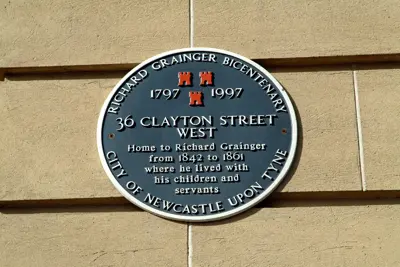 RICHARD GRAINGER BICENTENARY
1797 1997
36 CLAYTON STREET
WEST
Home to Richard Grainger
from 1842 to 1861
where he lived with
his children and
servants
CITY OF NEWCASTLE UPON TYNE